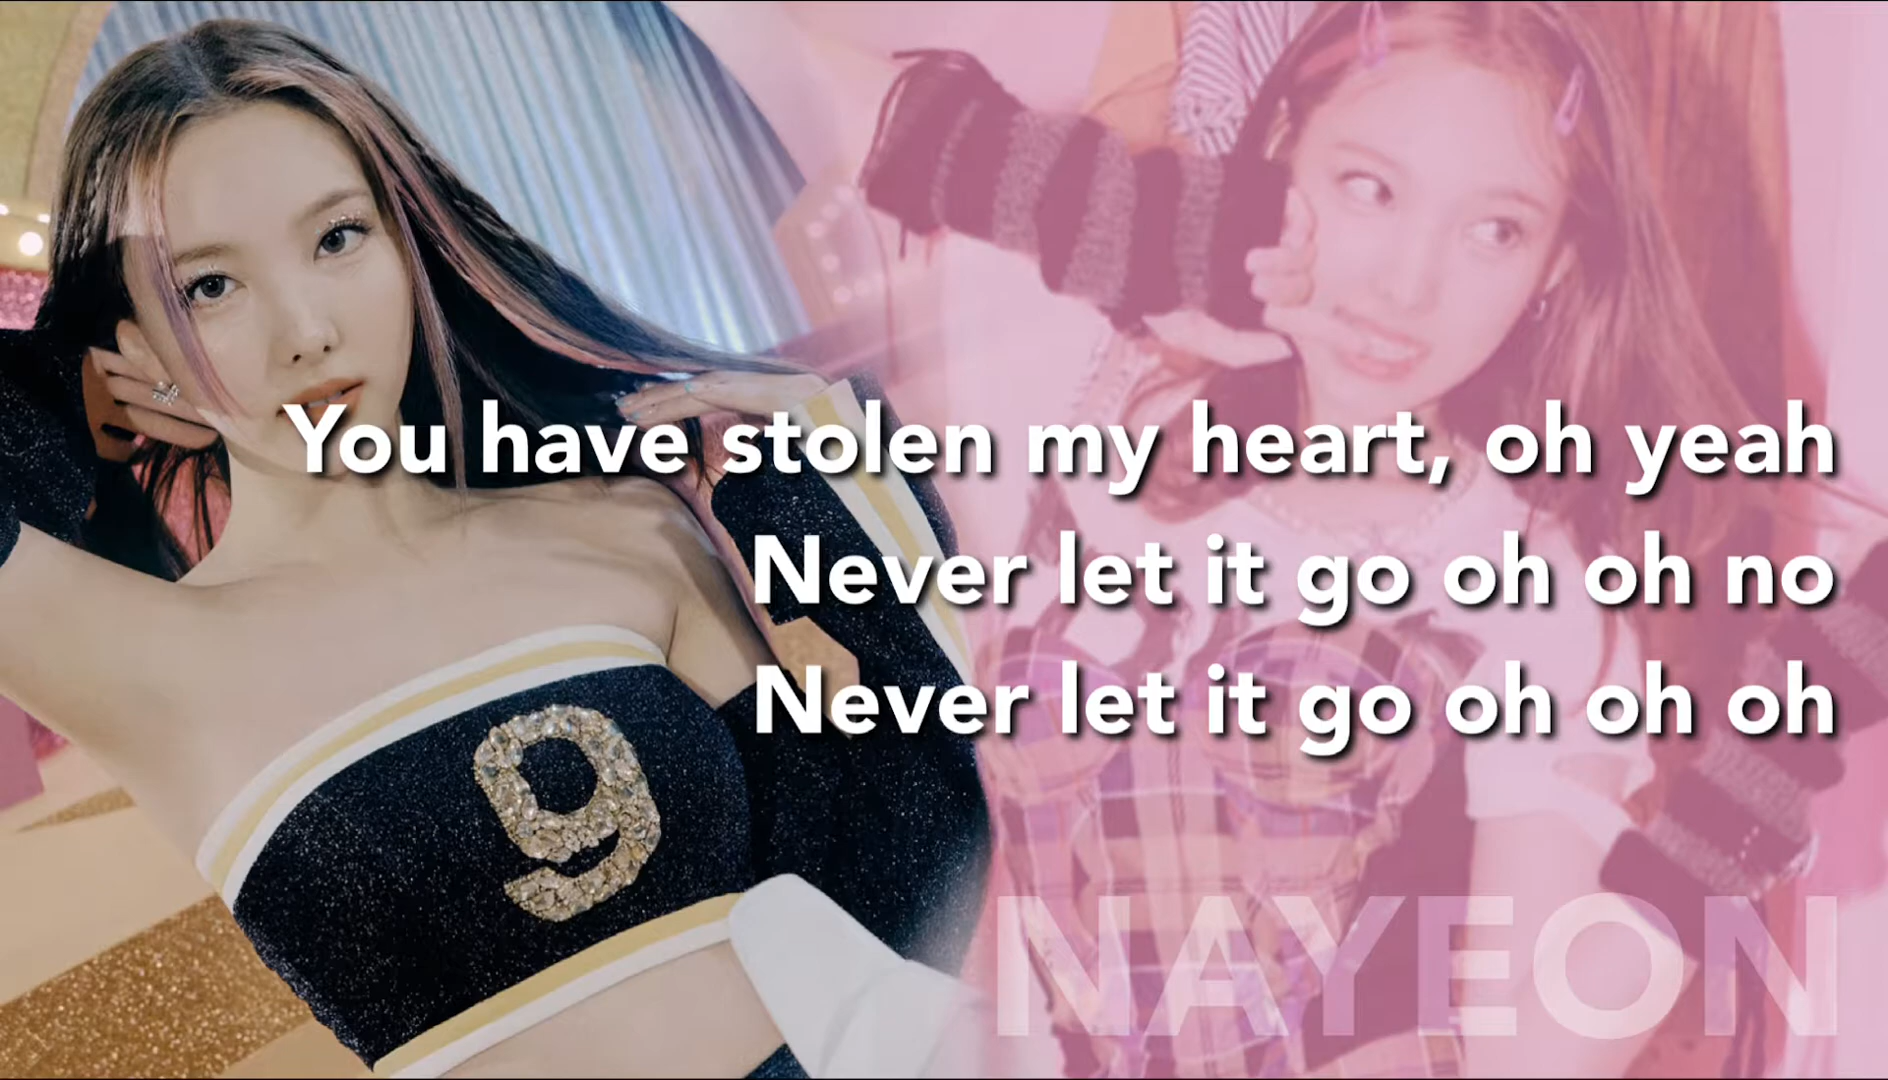 You have stolen my heart, oh yeah
Never let it go oh oh no
Never let it go oh oh oh
9
NAYEON